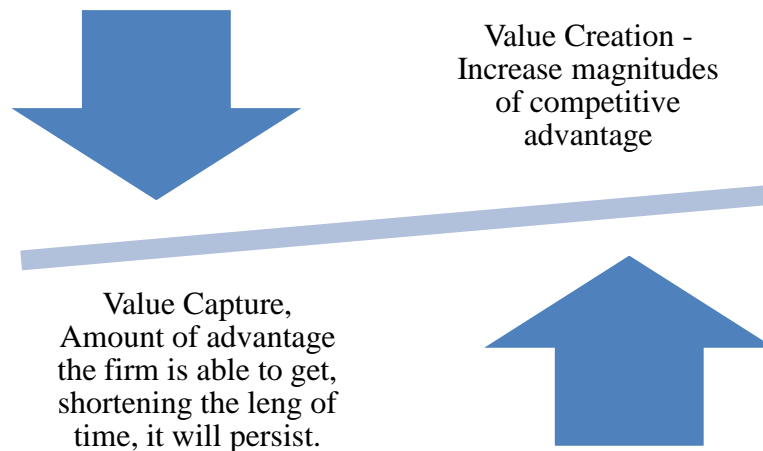 Value Creation -
Increase magnitudes
of competitive
advantage
Value Capture,
Amount of advantage
the firm is able to get,
shortening the leng of
time, it will persist.